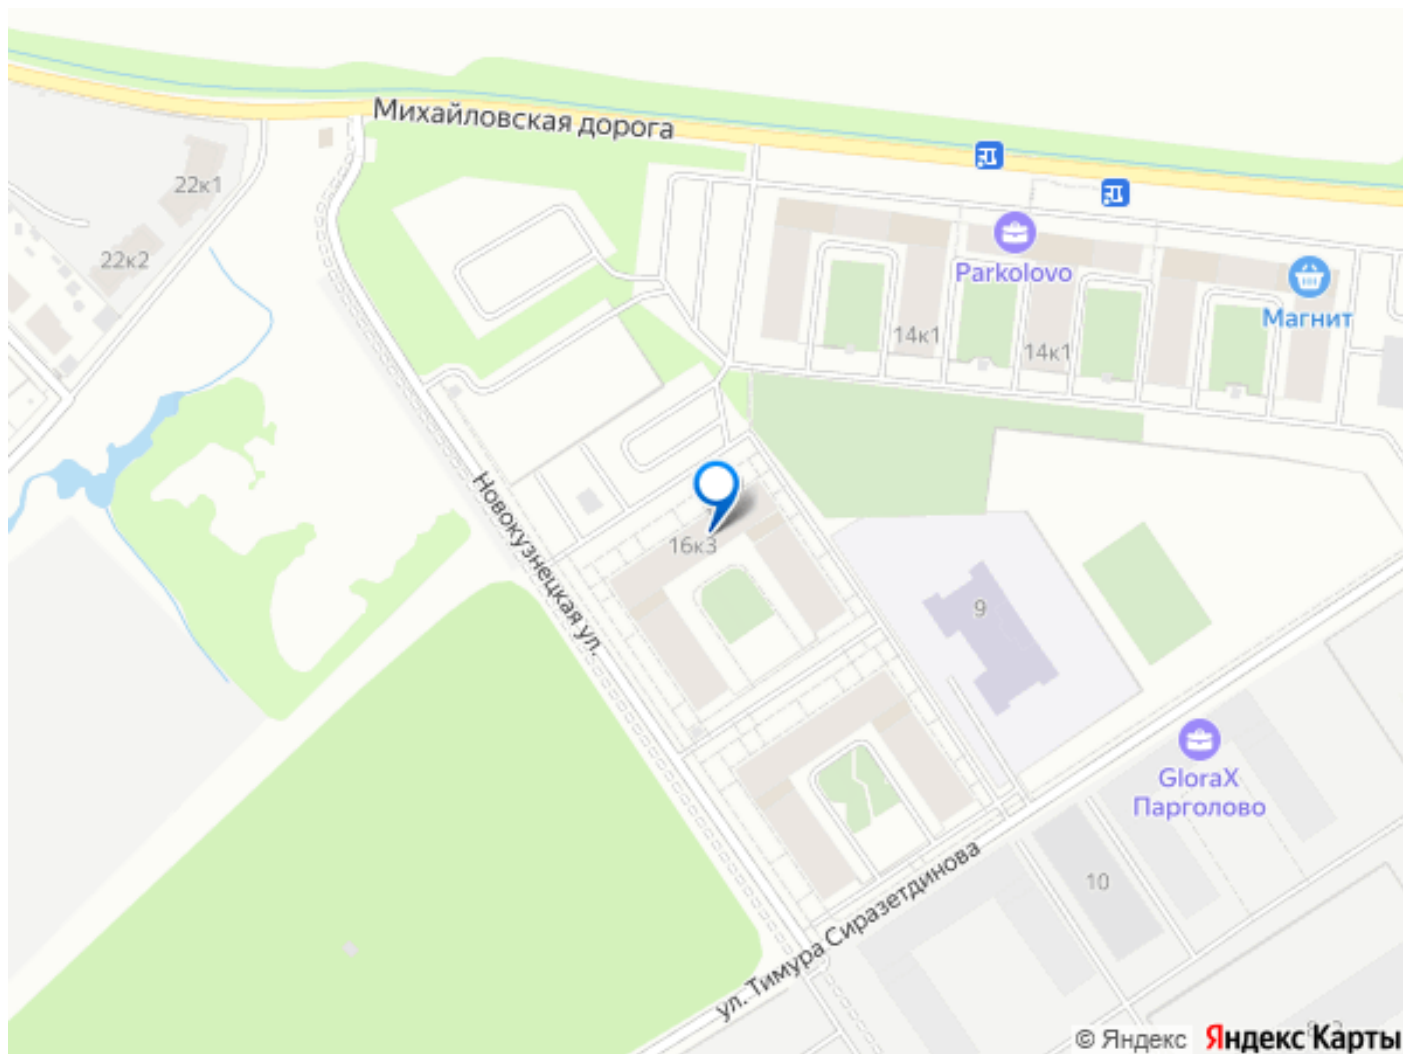 Михайловская дорога
22к1
22к2
Parkolovo
Магнит
14к1
14к1
Новокузнецкая ул.
16к3
9
GloraX
Парголово
10
ул. Тимура Сиразетдинова
© Яндекс
Яндекс Карты